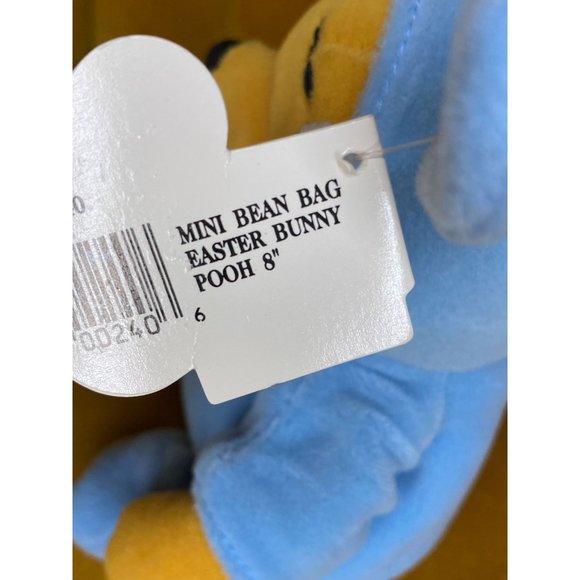 MINI BEAN BAG
EASTER BUNNY
POOH 8"
6
00240